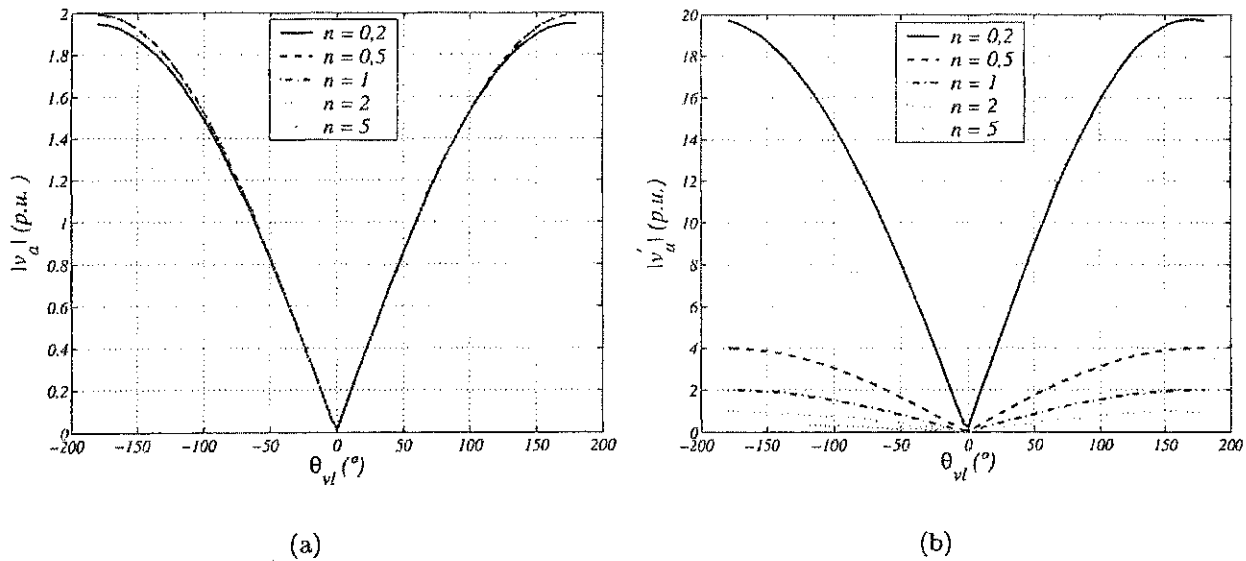 2
1.8
1.6
1.4
1.2
1
0.8
0.6
0.4
0.2
0
|v_a| (p.u.)
n = 0,2
n = 0,5
n = 1
n = 2
n = 5
−200 −150 −100 −50 0 50 100 150 200
θ_vl (°)
(a)
20
18
16
14
12
10
8
6
4
2
0
|v'_a| (p.u.)
n = 0,2
n = 0,5
n = 1
n = 2
n = 5
−200 −150 −100 −50 0 50 100 150 200
θ_vl (°)
(b)